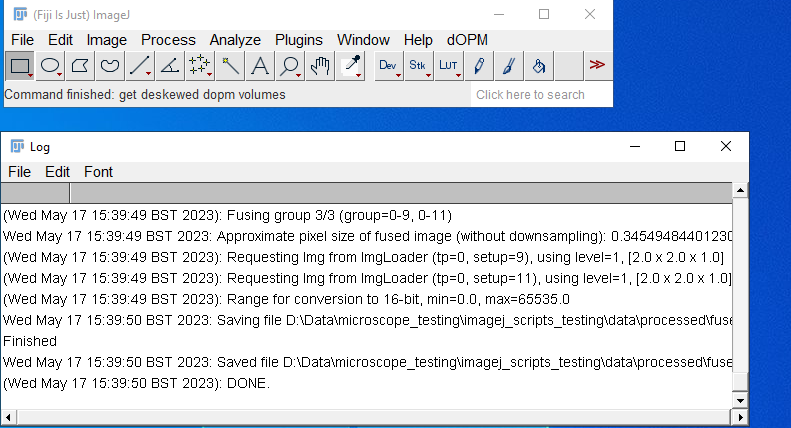 (Fiji Is Just) ImageJ
File Edit Image Process Analyze Plugins Window Help dOPM
Dev Stk LUT
Command finished: get deskewed dopm volumes Click here to search
Log
File Edit Font
(Wed May 17 15:39:49 BST 2023): Fusing group 3/3 (group=0-9, 0-11)
Wed May 17 15:39:49 BST 2023: Approximate pixel size of fused image (without downsampling): 0.34549484401230
(Wed May 17 15:39:49 BST 2023): Requesting Img from ImgLoader (tp=0, setup=9), using level=1, [2.0 x 2.0 x 1.0]
(Wed May 17 15:39:49 BST 2023): Requesting Img from ImgLoader (tp=0, setup=11), using level=1, [2.0 x 2.0 x 1.0]
(Wed May 17 15:39:49 BST 2023): Range for conversion to 16-bit, min=0.0, max=65535.0
Wed May 17 15:39:50 BST 2023: Saving file D:\Data\microscope_testing\imagej_scripts_testing\data\processed\fuse
Finished
Wed May 17 15:39:50 BST 2023: Saved file D:\Data\microscope_testing\imagej_scripts_testing\data\processed\fuse
(Wed May 17 15:39:50 BST 2023): DONE.